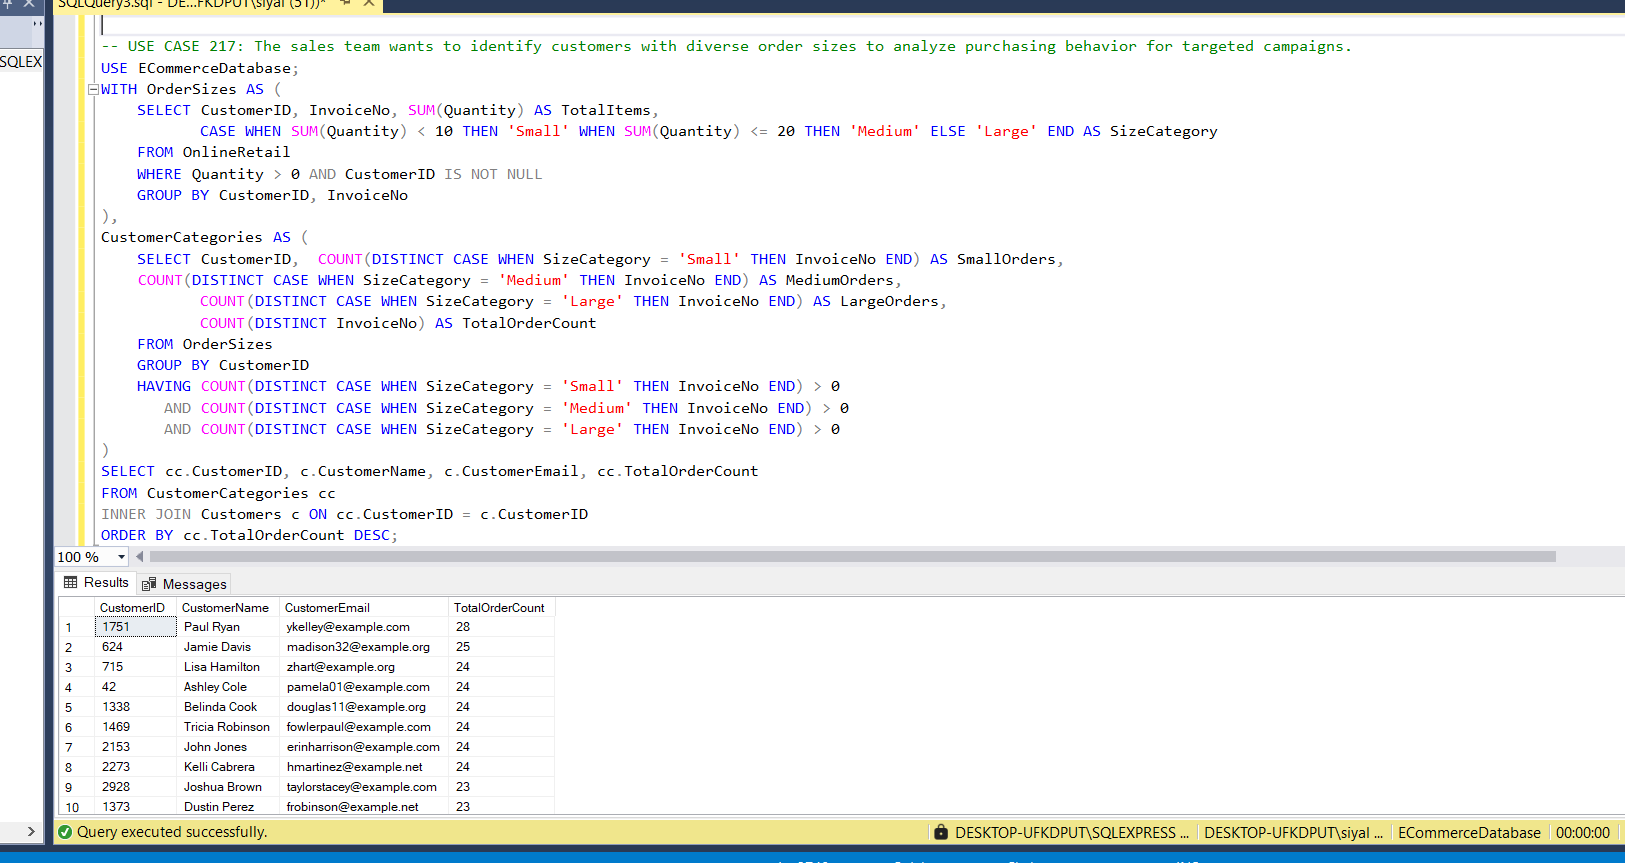 SQLQuery3.sql - DE...FKDPUT\siyal (51))*
SQLEX
-- USE CASE 217: The sales team wants to identify customers with diverse order sizes to analyze purchasing behavior for targeted campaigns.
USE ECommerceDatabase;
WITH OrderSizes AS (
SELECT CustomerID, InvoiceNo, SUM(Quantity) AS TotalItems,
CASE WHEN SUM(Quantity) < 10 THEN 'Small' WHEN SUM(Quantity) <= 20 THEN 'Medium' ELSE 'Large' END AS SizeCategory
FROM OnlineRetail
WHERE Quantity > 0 AND CustomerID IS NOT NULL
GROUP BY CustomerID, InvoiceNo
),
CustomerCategories AS (
SELECT CustomerID,  COUNT(DISTINCT CASE WHEN SizeCategory = 'Small' THEN InvoiceNo END) AS SmallOrders,
COUNT(DISTINCT CASE WHEN SizeCategory = 'Medium' THEN InvoiceNo END) AS MediumOrders,
COUNT(DISTINCT CASE WHEN SizeCategory = 'Large' THEN InvoiceNo END) AS LargeOrders,
COUNT(DISTINCT InvoiceNo) AS TotalOrderCount
FROM OrderSizes
GROUP BY CustomerID
HAVING COUNT(DISTINCT CASE WHEN SizeCategory = 'Small' THEN InvoiceNo END) > 0
AND COUNT(DISTINCT CASE WHEN SizeCategory = 'Medium' THEN InvoiceNo END) > 0
AND COUNT(DISTINCT CASE WHEN SizeCategory = 'Large' THEN InvoiceNo END) > 0
)
SELECT cc.CustomerID, c.CustomerName, c.CustomerEmail, cc.TotalOrderCount
FROM CustomerCategories cc
INNER JOIN Customers c ON cc.CustomerID = c.CustomerID
ORDER BY cc.TotalOrderCount DESC;
100 %
Results Messages
CustomerID CustomerName CustomerEmail TotalOrderCount
1 1751 Paul Ryan ykelley@example.com 28
2 624 Jamie Davis madison32@example.org 25
3 715 Lisa Hamilton zhart@example.org 24
4 42 Ashley Cole pamela01@example.com 24
5 1338 Belinda Cook douglas11@example.org 24
6 1469 Tricia Robinson fowlerpaul@example.com 24
7 2153 John Jones erinharrison@example.com 24
8 2273 Kelli Cabrera hmartinez@example.net 24
9 2928 Joshua Brown taylorstacey@example.com 23
10 1373 Dustin Perez frobinson@example.net 23
Query executed successfully. DESKTOP-UFKDPUT\SQLEXPRESS ... DESKTOP-UFKDPUT\siyal ... ECommerceDatabase 00:00:00